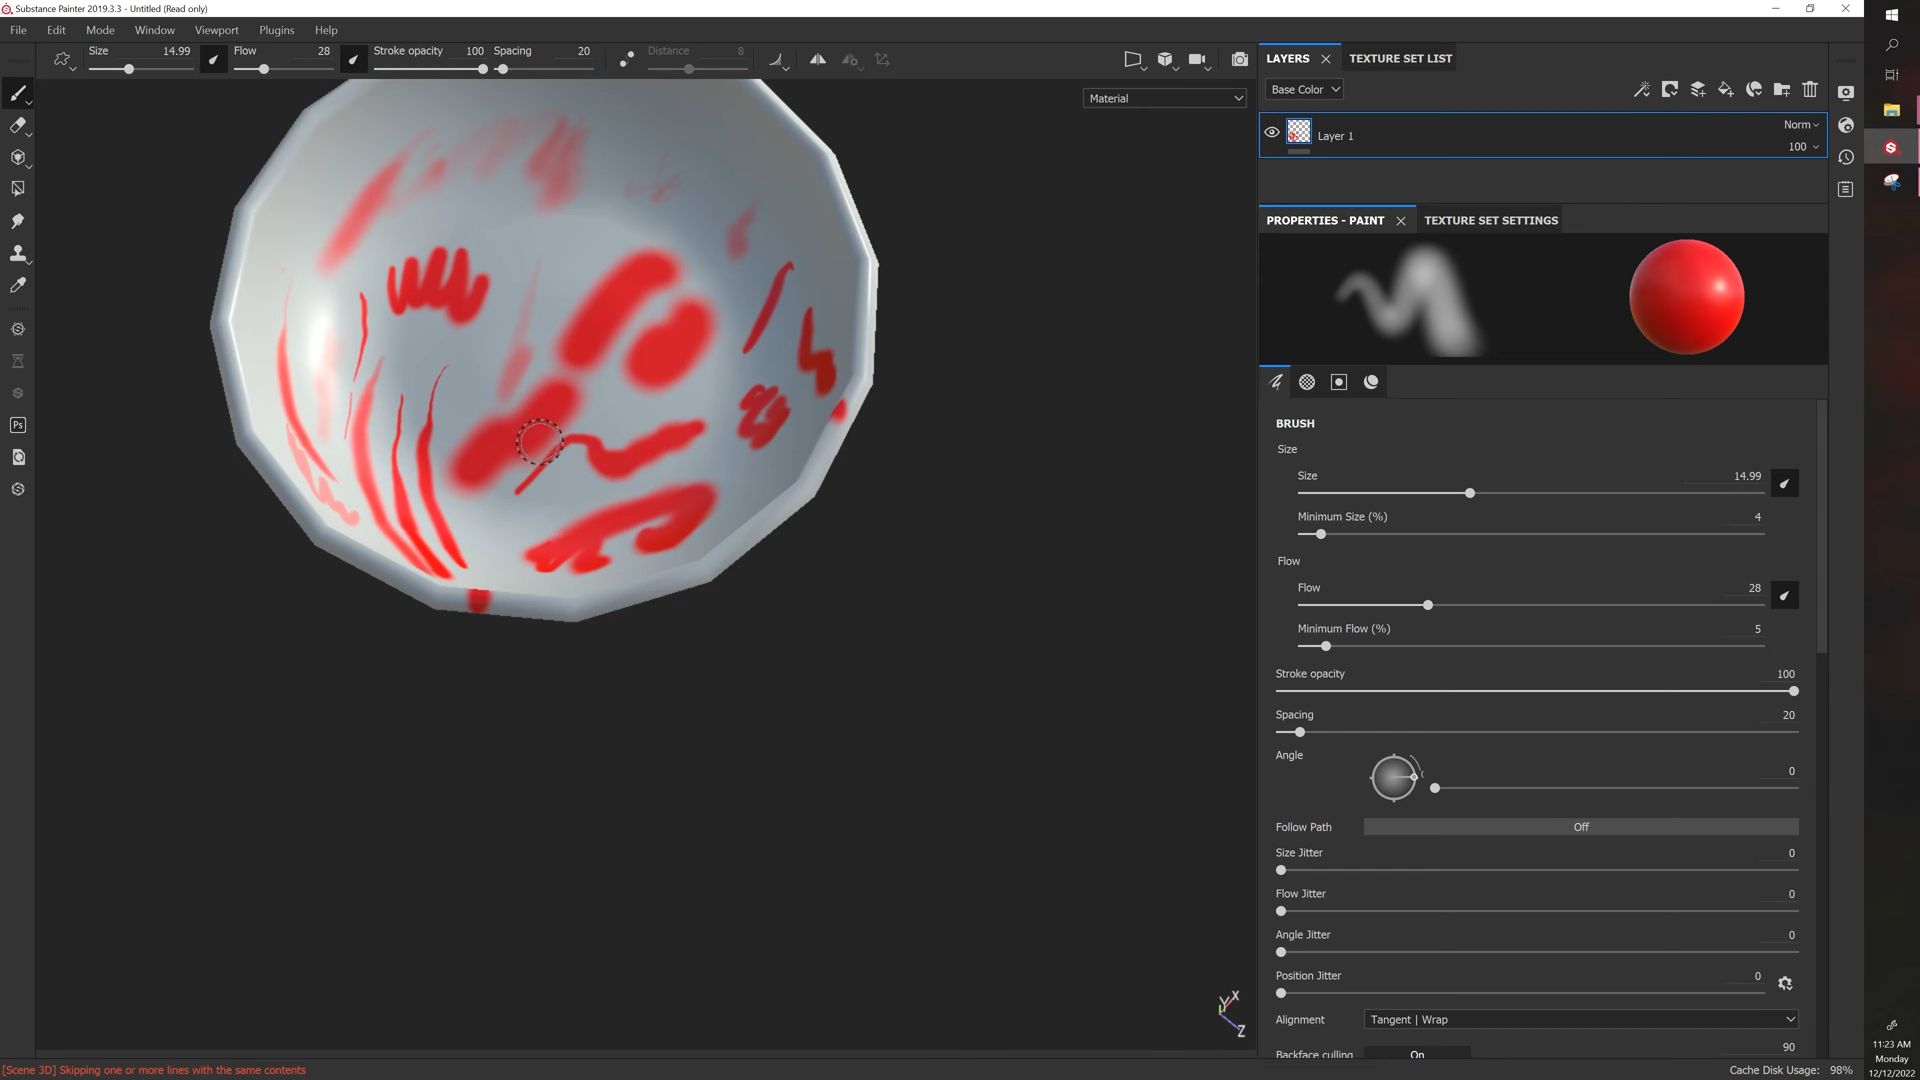 Substance Painter 2019.3.3 - Untitled (Read only)
File Edit Mode Window Viewport Plugins Help
Size 14.99 Flow 28 Stroke opacity 100 Spacing 20 Distance 8
LAYERS TEXTURE SET LIST
Base Color
Material
Layer 1 Norm
100
PROPERTIES - PAINT TEXTURE SET SETTINGS
BRUSH
Size
Size 14.99
Minimum Size (%) 4
Flow
Flow 28
Minimum Flow (%) 5
Stroke opacity 100
Spacing 20
Angle 0
Follow Path Off
Size Jitter 0
Flow Jitter 0
Angle Jitter 0
Position Jitter 0
Alignment Tangent | Wrap
Backface culling On 90
Ps
Y X
Z
[Scene 3D] Skipping one or more lines with the same contents
Cache Disk Usage: 98%
11:23 AM
Monday
12/12/2022